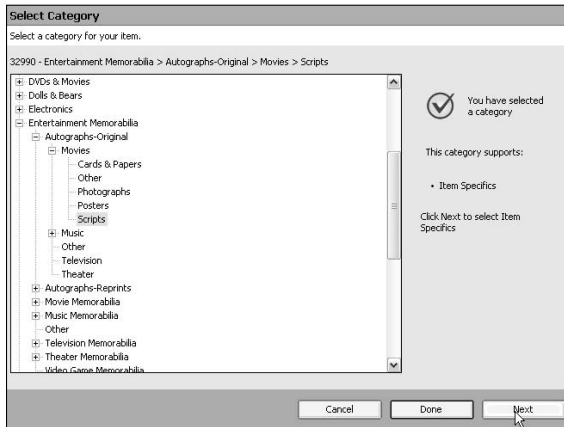 Select Category
Select a category for your item.
32990 - Entertainment Memorabilia > Autographs-Original > Movies > Scripts
DVDs & Movies
Dolls & Bears
Electronics
Entertainment Memorabilia
Autographs-Original
Movies
Cards & Papers
Other
Photographs
Posters
Scripts
Music
Other
Television
Theater
Autographs-Reprints
Movie Memorabilia
Music Memorabilia
Other
Television Memorabilia
Theater Memorabilia
Video Game Memorabilia
You have selected
a category
This category supports:
• Item Specifics
Click Next to select Item
Specifics
Cancel
Done
Next